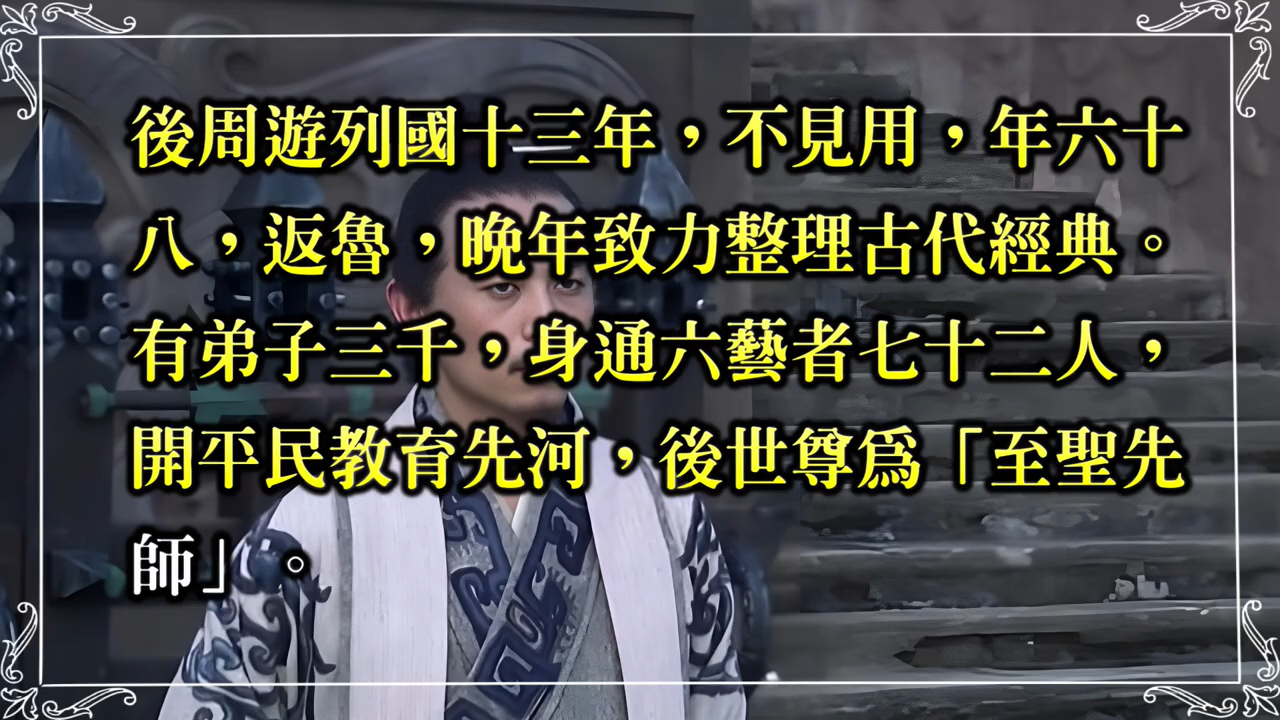 後周遊列國十三年，不見用，年六十
八，返魯，晚年致力整理古代經典。
有弟子三千，身通六藝者七十二人，
開平民教育先河，後世尊爲「至聖先
師」。